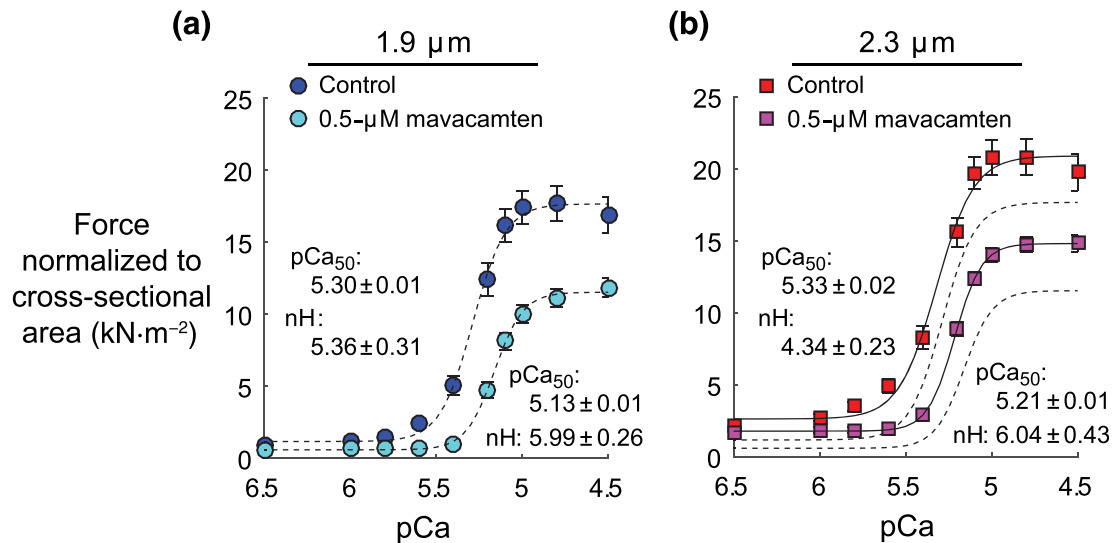 (a)
1.9 μm
Control
0.5-μM mavacamten
25
20
15
10
5
0
6.5 6 5.5 5 4.5
pCa
Force
normalized to
cross-sectional
area (kN·m⁻²)
pCa₅₀:
5.30±0.01
nH:
5.36±0.31
pCa₅₀:
5.13±0.01
nH: 5.99±0.26
(b)
2.3 μm
Control
0.5-μM mavacamten
25
20
15
10
5
0
6.5 6 5.5 5 4.5
pCa
pCa₅₀:
5.33±0.02
nH:
4.34±0.23
pCa₅₀:
5.21±0.01
nH: 6.04±0.43